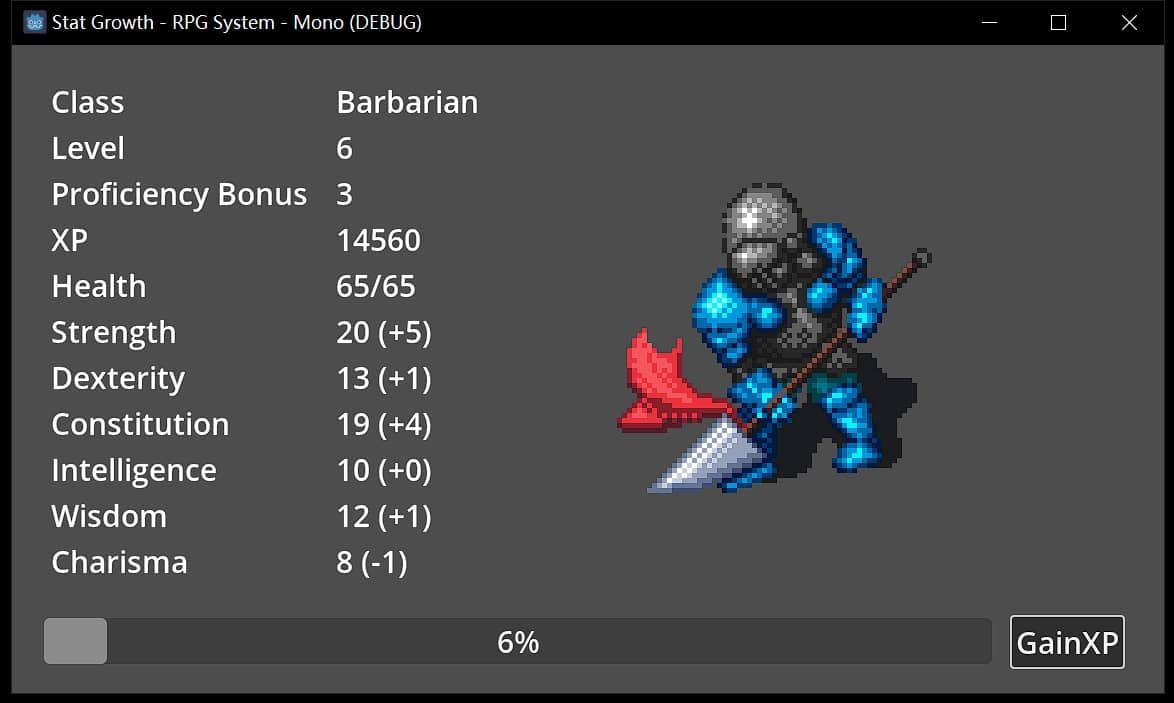 Stat Growth - RPG System - Mono (DEBUG)
Class Barbarian
Level 6
Proficiency Bonus 3
XP 14560
Health 65/65
Strength 20 (+5)
Dexterity 13 (+1)
Constitution 19 (+4)
Intelligence 10 (+0)
Wisdom 12 (+1)
Charisma 8 (-1)
6% GainXP